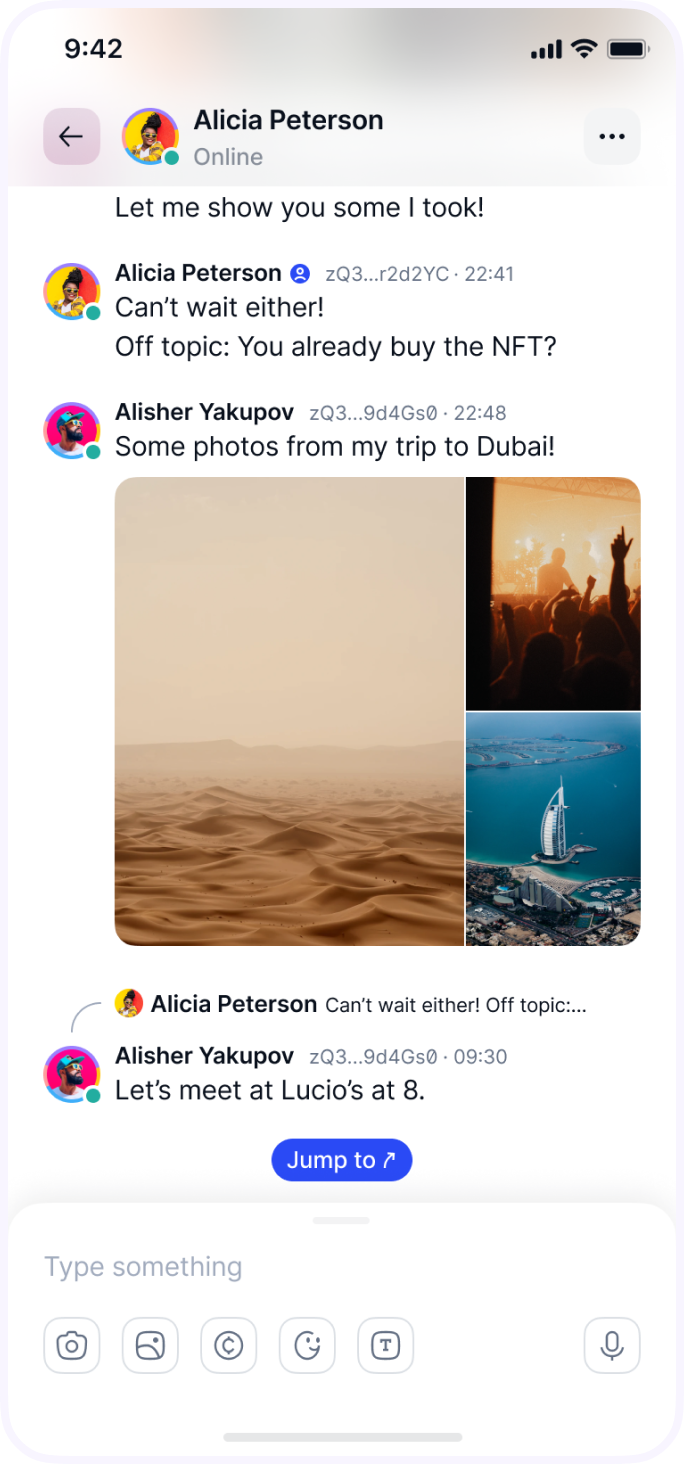 9:42
Alicia Peterson
Online
Let me show you some I took!
Alicia Peterson zQ3...r2d2YC · 22:41
Can’t wait either!
Off topic: You already buy the NFT?
Alisher Yakupov zQ3...9d4Gs0 · 22:48
Some photos from my trip to Dubai!
Alicia Peterson Can’t wait either! Off topic:...
Alisher Yakupov zQ3...9d4Gs0 · 09:30
Let’s meet at Lucio’s at 8.
Jump to
Type something
T